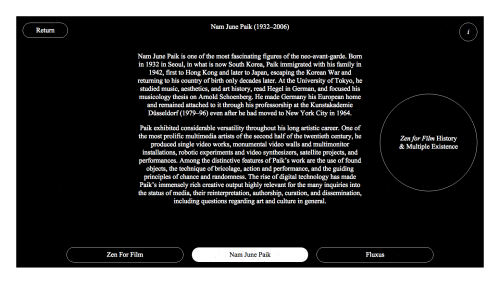 Return
Nam June Paik (1932–2006)
i
Nam June Paik is one of the most fascinating figures of the neo-avant-garde. Born
in 1932 in Seoul, in what is now South Korea, Paik immigrated with his family in
1942, first to Hong Kong and later to Japan, escaping the Korean War and
returning to his country of birth only decades later. At the University of Tokyo, he
studied music, aesthetics, and art history, read Hegel in German, and focused his
musicology thesis on Arnold Schoenberg. He made Germany his European home
and remained attached to it through his professorship at the Kunstakademie
Düsseldorf (1979–96) even after he had moved to New York City in 1964.
Paik exhibited considerable versatility throughout his long artistic career. One of
the most prolific multimedia artists of the second half of the twentieth century, he
produced single video works, monumental video walls and multimonitor
installations, robotic experiments and video synthesizers, satellite projects, and
performances. Among the distinctive features of Paik's work are the use of found
objects, the technique of bricolage, action and performance, and the guiding
principles of chance and randomness. The rise of digital technology has made
Paik's immensely rich creative output highly relevant for the many inquiries into
the status of media, their reinterpretation, authorship, curation, and dissemination,
including questions regarding art and culture in general.
Zen for Film History
& Multiple Existence
Zen For Film
Nam June Paik
Fluxus